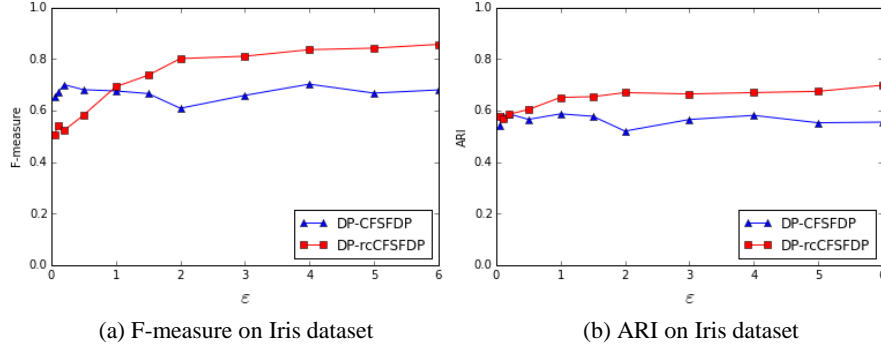 1.0
0.8
0.6
0.4
0.2
0.0
F-measure
0 1 2 3 4 5 6
ε
DP-CFSFDP
DP-rcCFSFDP
(a) F-measure on Iris dataset
1.0
0.8
0.6
0.4
0.2
0.0
ARI
0 1 2 3 4 5 6
ε
DP-CFSFDP
DP-rcCFSFDP
(b) ARI on Iris dataset